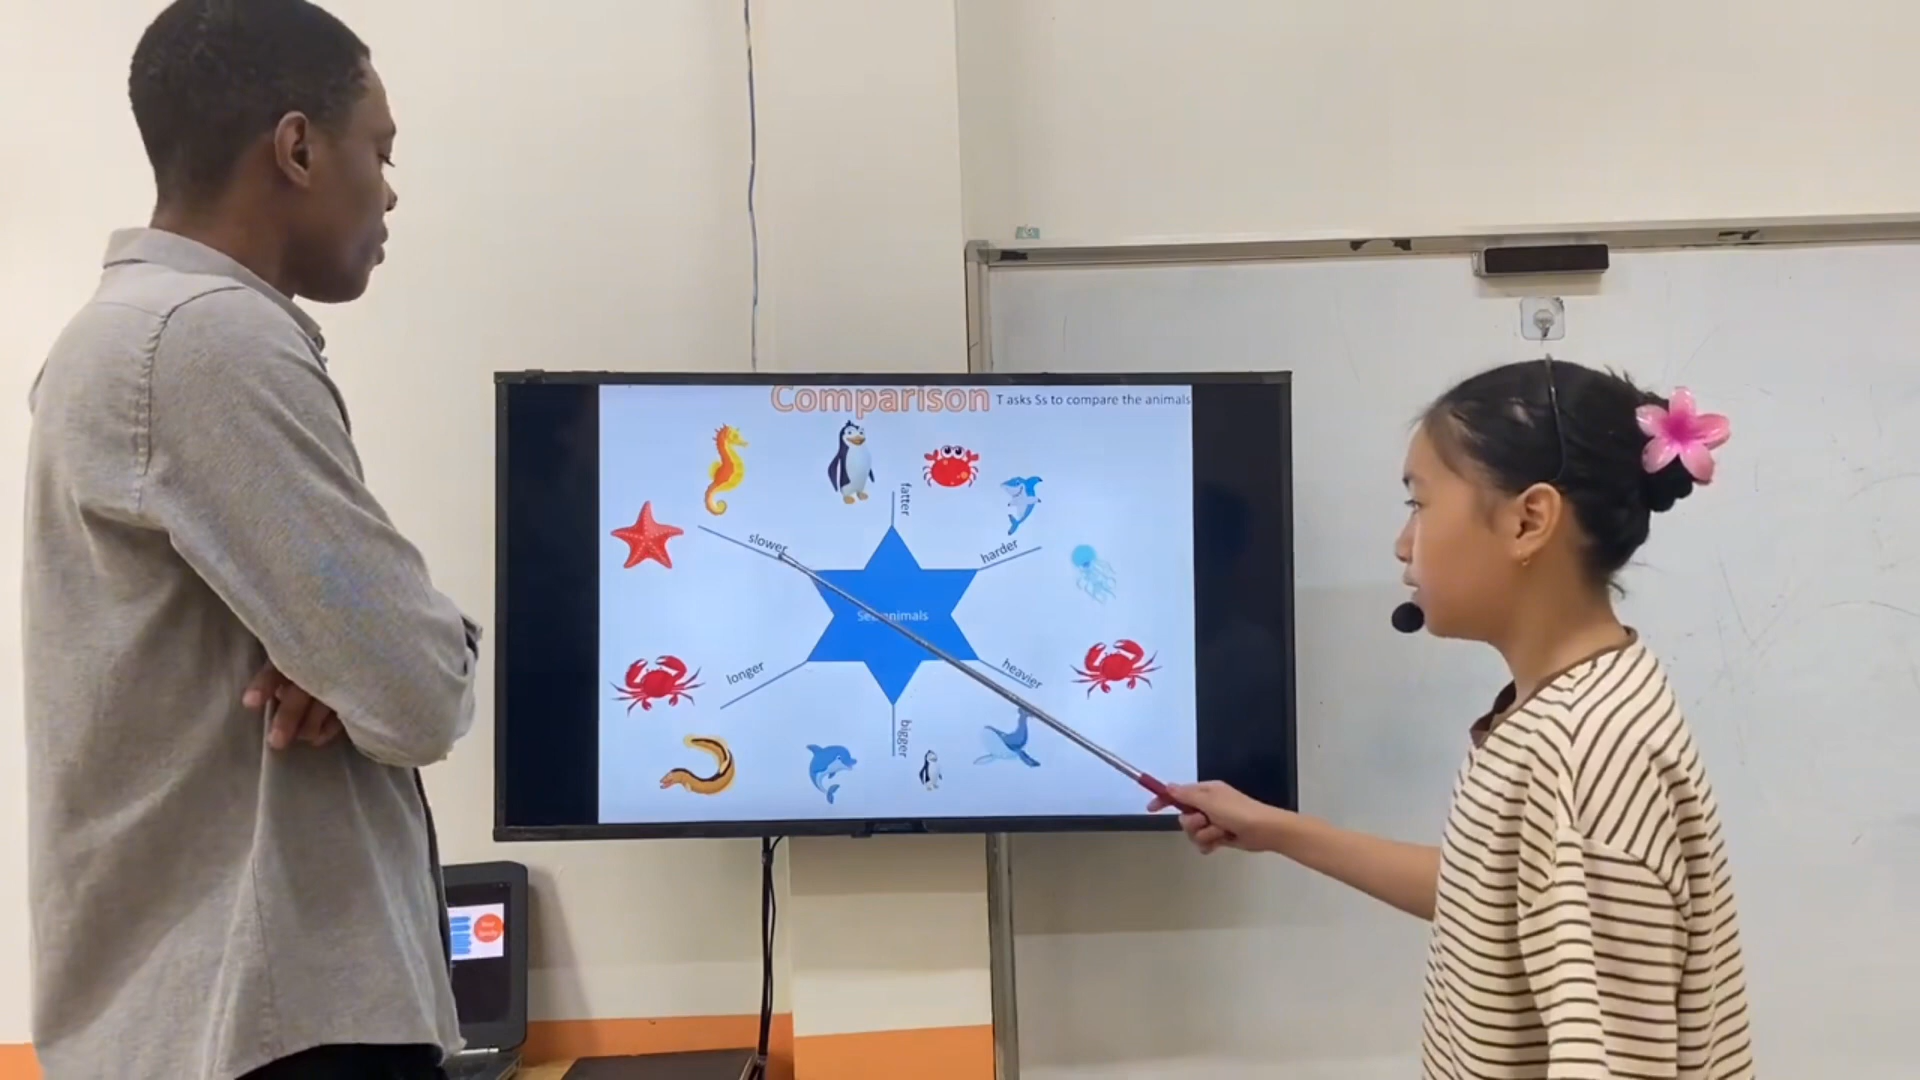 Comparison
T asks Ss to compare the animals
fatter
slower
harder
Sea animals
longer
heavier
bigger